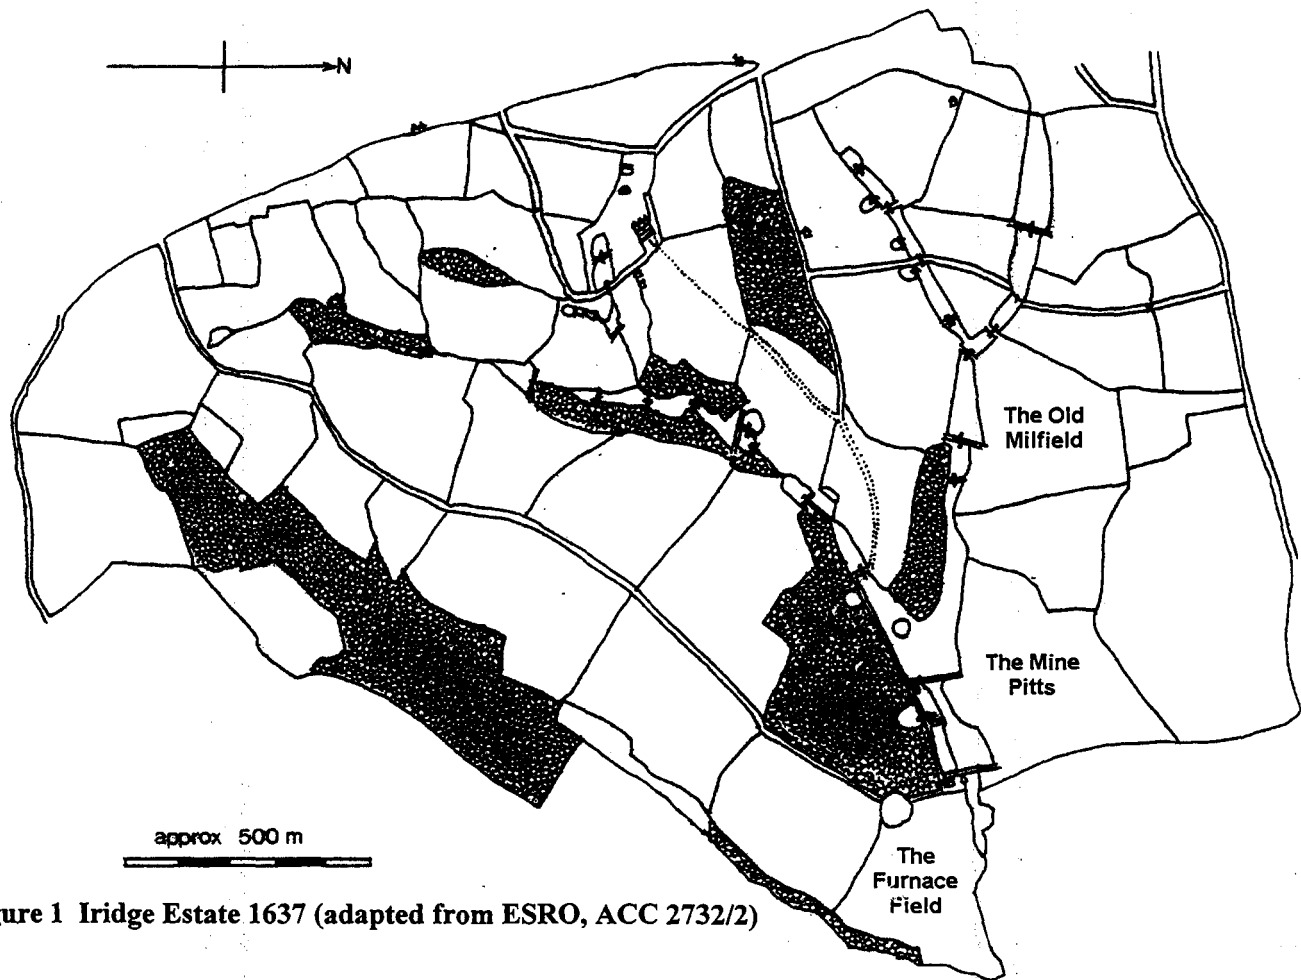 N
The Old
Milfield
The Mine
Pitts
The
Furnace
Field
approx 500 m
gure 1 Iridge Estate 1637 (adapted from ESRO, ACC 2732/2)